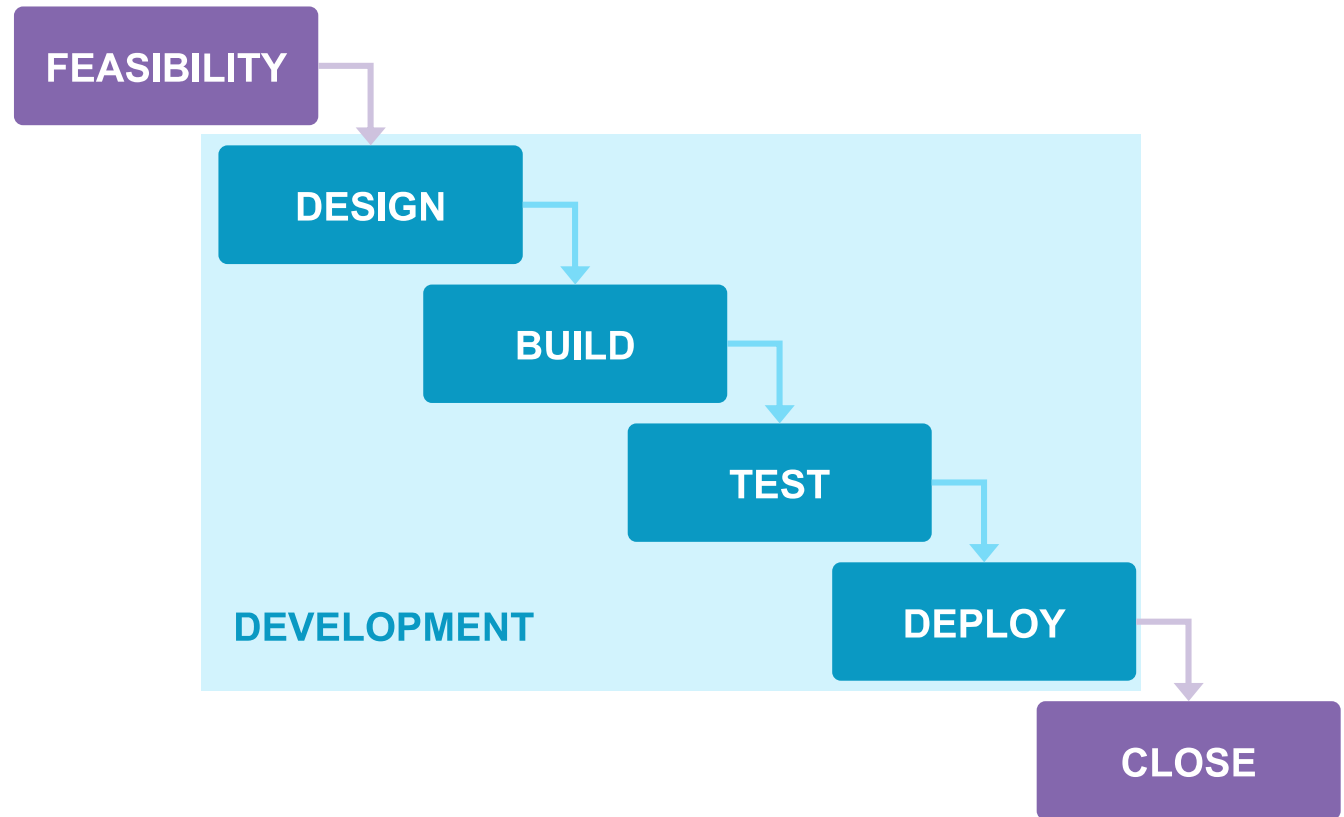 FEASIBILITY
DESIGN
BUILD
TEST
DEVELOPMENT
DEPLOY
CLOSE